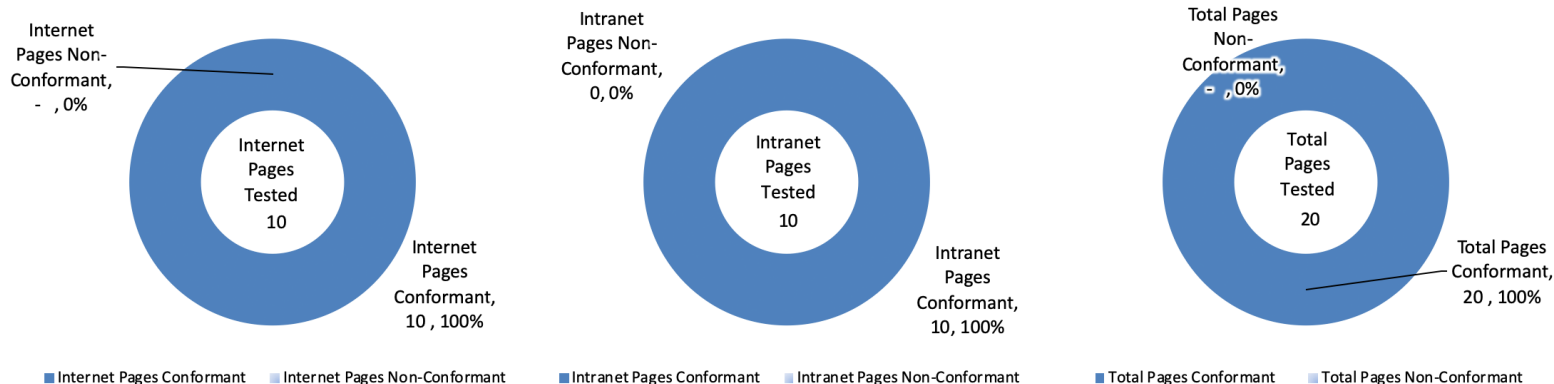 Internet
Pages Non-
Conformant,
- , 0%
Internet
Pages
Tested
10
Internet
Pages
Conformant,
10 , 100%
Internet Pages Conformant
Internet Pages Non-Conformant
Intranet
Pages Non-
Conformant,
0, 0%
Intranet
Pages
Tested
10
Intranet
Pages
Conformant,
10, 100%
Intranet Pages Conformant
Intranet Pages Non-Conformant
Total Pages
Non-
Conformant,
- , 0%
Total
Pages
Tested
20
Total Pages
Conformant,
20 , 100%
Total Pages Conformant
Total Pages Non-Conformant